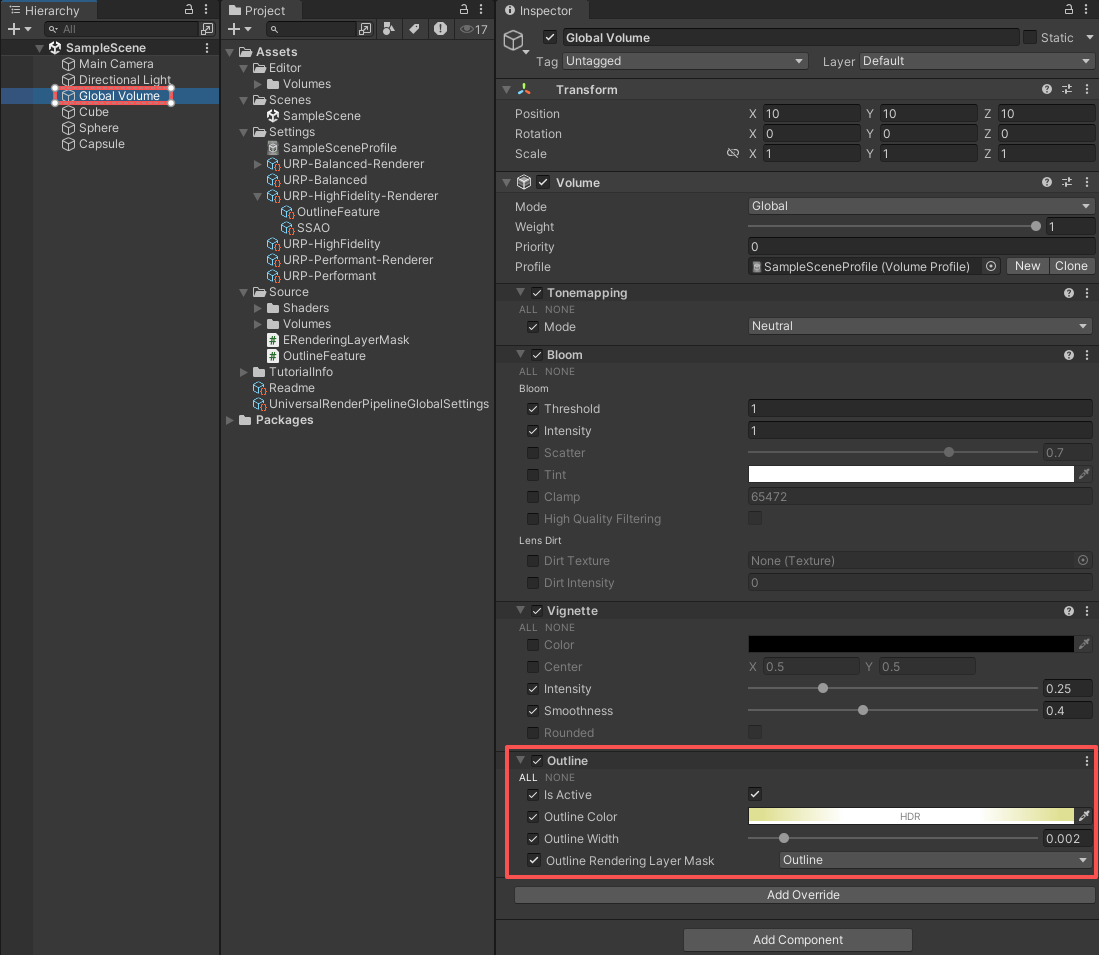 Hierarchy
All
SampleScene
Main Camera
Directional Light
Global Volume
Cube
Sphere
Capsule
Project
17
Assets
Editor
Volumes
Scenes
SampleScene
Settings
SampleSceneProfile
URP-Balanced-Renderer
URP-Balanced
URP-HighFidelity-Renderer
OutlineFeature
SSAO
URP-HighFidelity
URP-Performant-Renderer
URP-Performant
Source
Shaders
Volumes
ERenderingLayerMask
OutlineFeature
TutorialInfo
Readme
UniversalRenderPipelineGlobalSettings
Packages
Inspector
Global Volume Static
Tag Untagged Layer Default
Transform
Position X 10 Y 10 Z 10
Rotation X 0 Y 0 Z 0
Scale X 1 Y 1 Z 1
Volume
Mode Global
Weight 1
Priority 0
Profile SampleSceneProfile (Volume Profile) New Clone
Tonemapping
ALL NONE
Mode Neutral
Bloom
ALL NONE
Bloom
Threshold 1
Intensity 1
Scatter 0.7
Tint
Clamp 65472
High Quality Filtering
Lens Dirt
Dirt Texture None (Texture)
Dirt Intensity 0
Vignette
ALL NONE
Color
Center X 0.5 Y 0.5
Intensity 0.25
Smoothness 0.4
Rounded
Outline
ALL NONE
Is Active
Outline Color HDR
Outline Width 0.002
Outline Rendering Layer Mask Outline
Add Override
Add Component